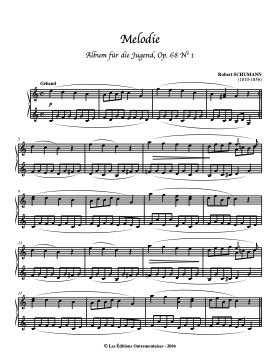 Melodie
Album für die Jugend, Op. 68 N° 1
Robert SCHUMANN
(1810-1856)
Gehend
p
© Les Éditions Outremontaises - 2006